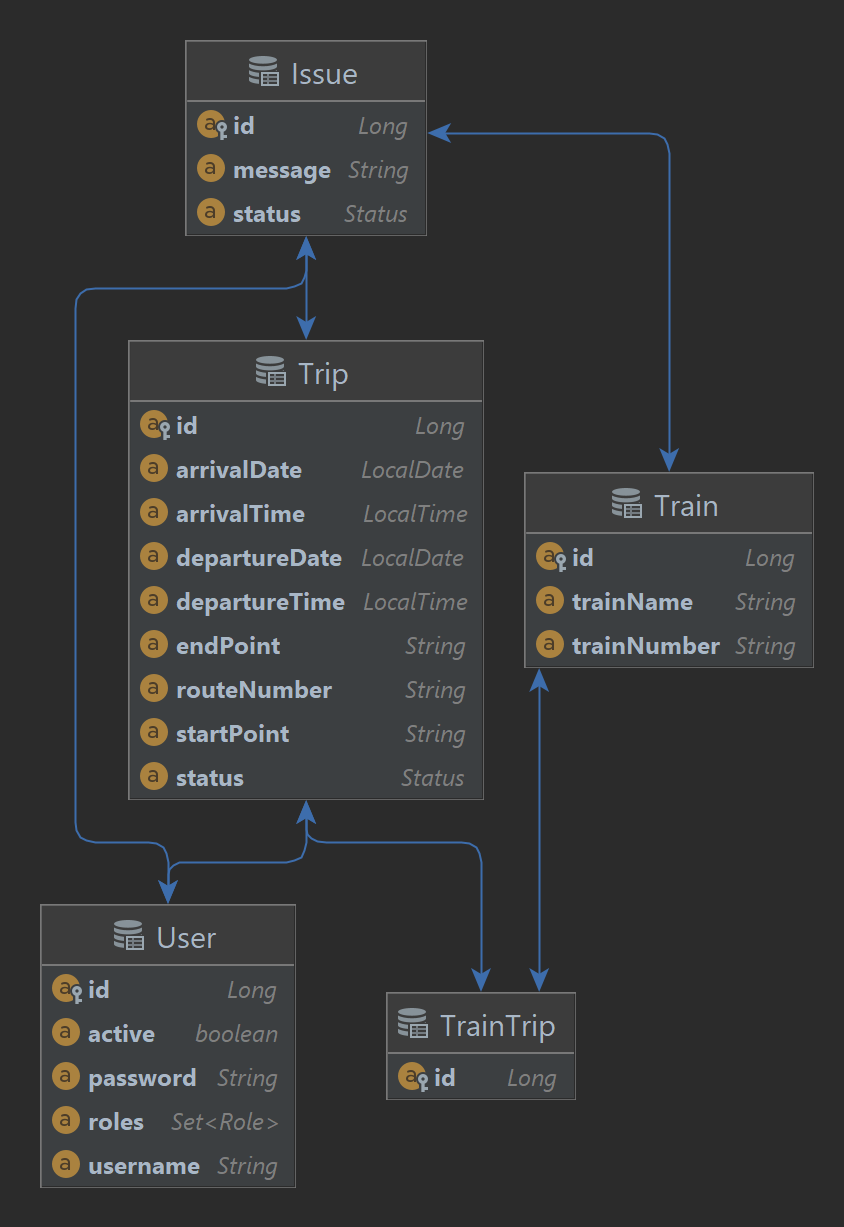 Issue
id Long
message String
status Status
Trip
id Long
arrivalDate LocalDate
arrivalTime LocalTime
departureDate LocalDate
departureTime LocalTime
endPoint String
routeNumber String
startPoint String
status Status
Train
id Long
trainName String
trainNumber String
User
id Long
active boolean
password String
roles Set<Role>
username String
TrainTrip
id Long